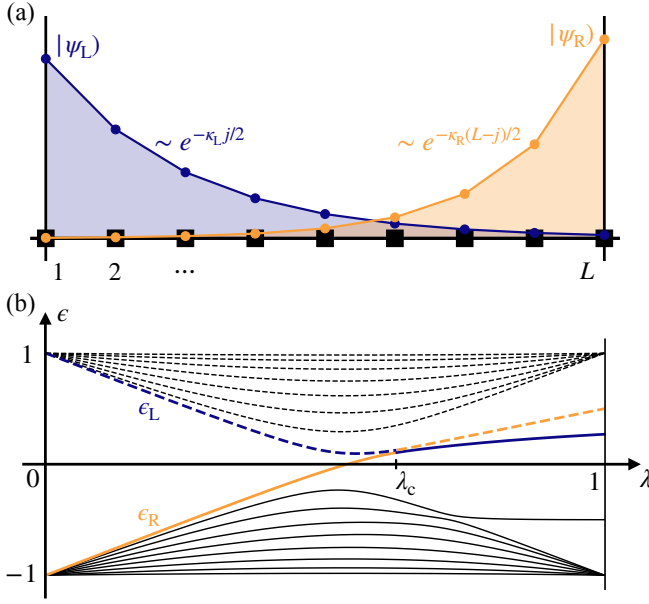 (a)
|ψ_L)
|ψ_R)
∼ e^{−κ_L j/2}
∼ e^{−κ_R(L−j)/2}
1 2 ... L
(b)
ϵ
1
ϵ_L
0 λ_c 1 λ
ϵ_R
−1